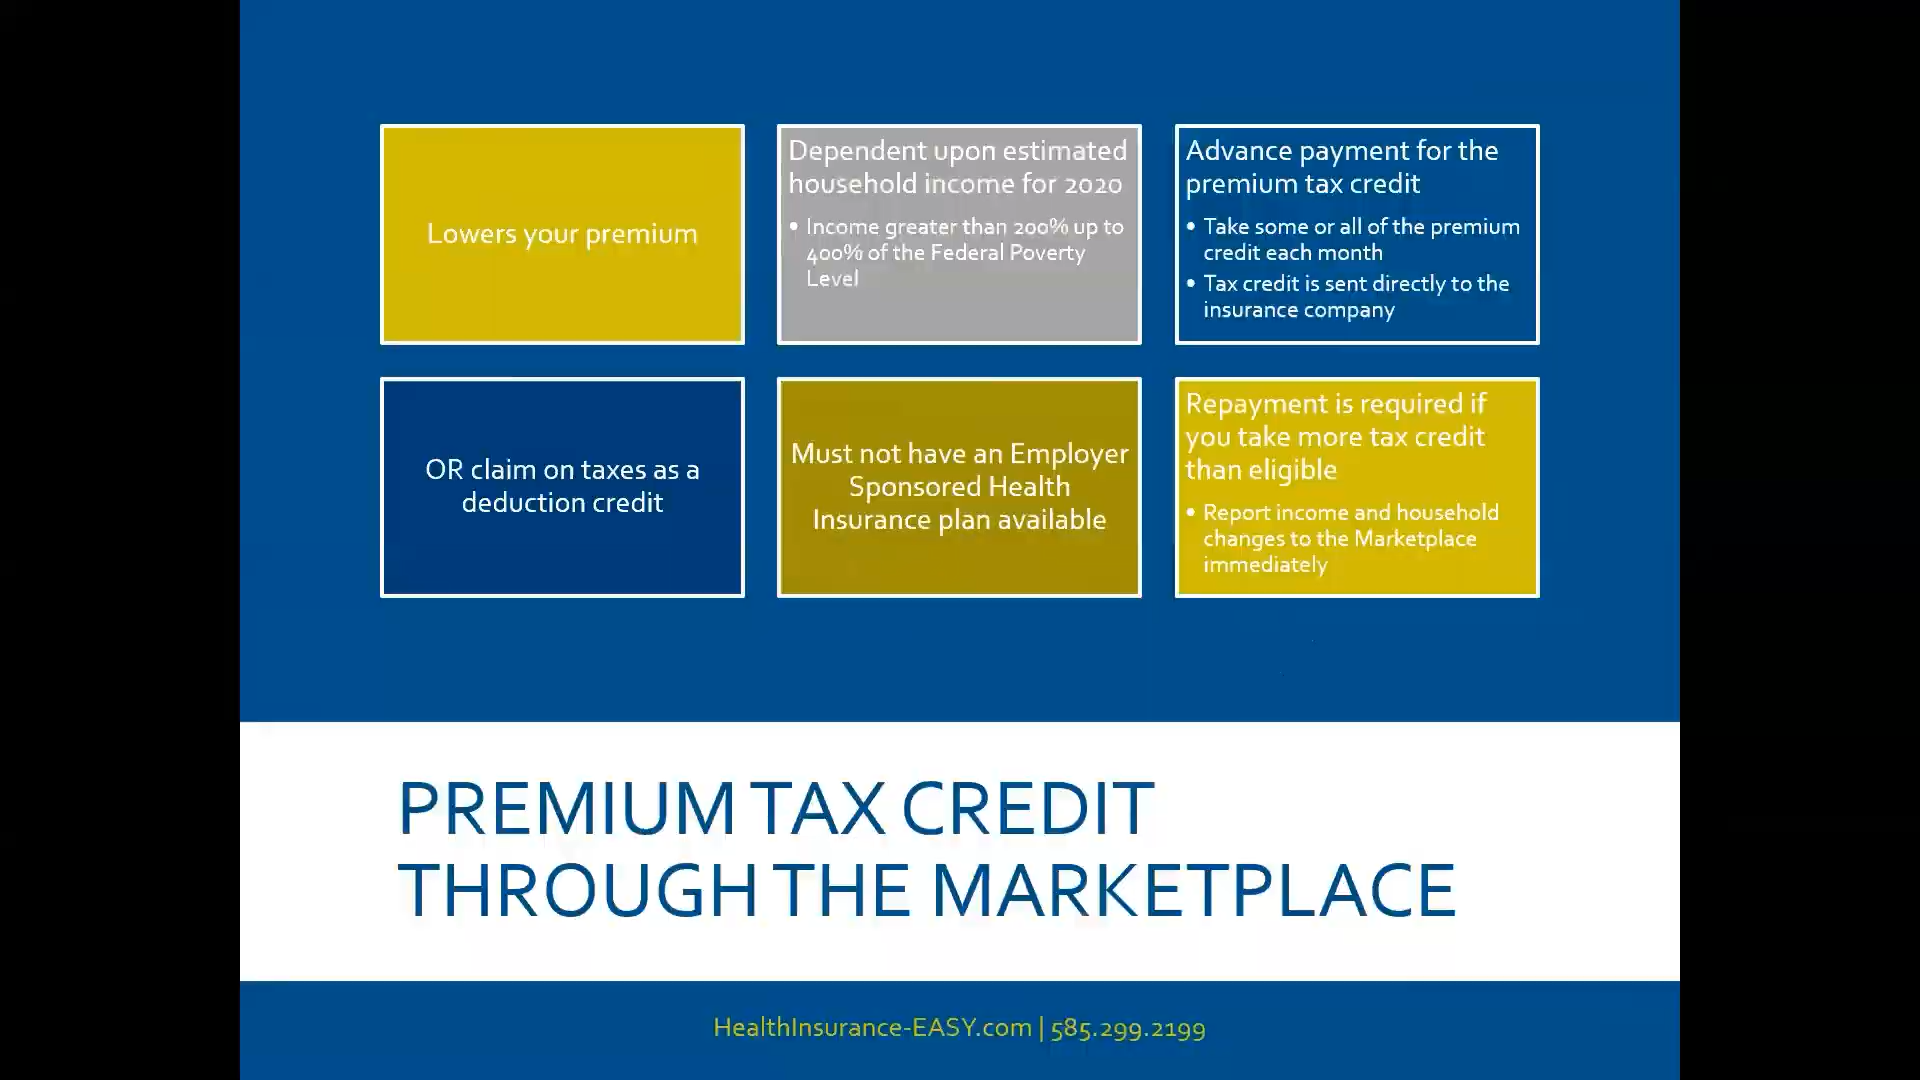 Lowers your premium
Dependent upon estimated
household income for 2020
• Income greater than 200% up to
400% of the Federal Poverty
Level
Advance payment for the
premium tax credit
• Take some or all of the premium
credit each month
• Tax credit is sent directly to the
insurance company
OR claim on taxes as a
deduction credit
Must not have an Employer
Sponsored Health
Insurance plan available
Repayment is required if
you take more tax credit
than eligible
• Report income and household
changes to the Marketplace
immediately
PREMIUM TAX CREDIT
THROUGH THE MARKETPLACE
HealthInsurance-EASY.com | 585.299.2199